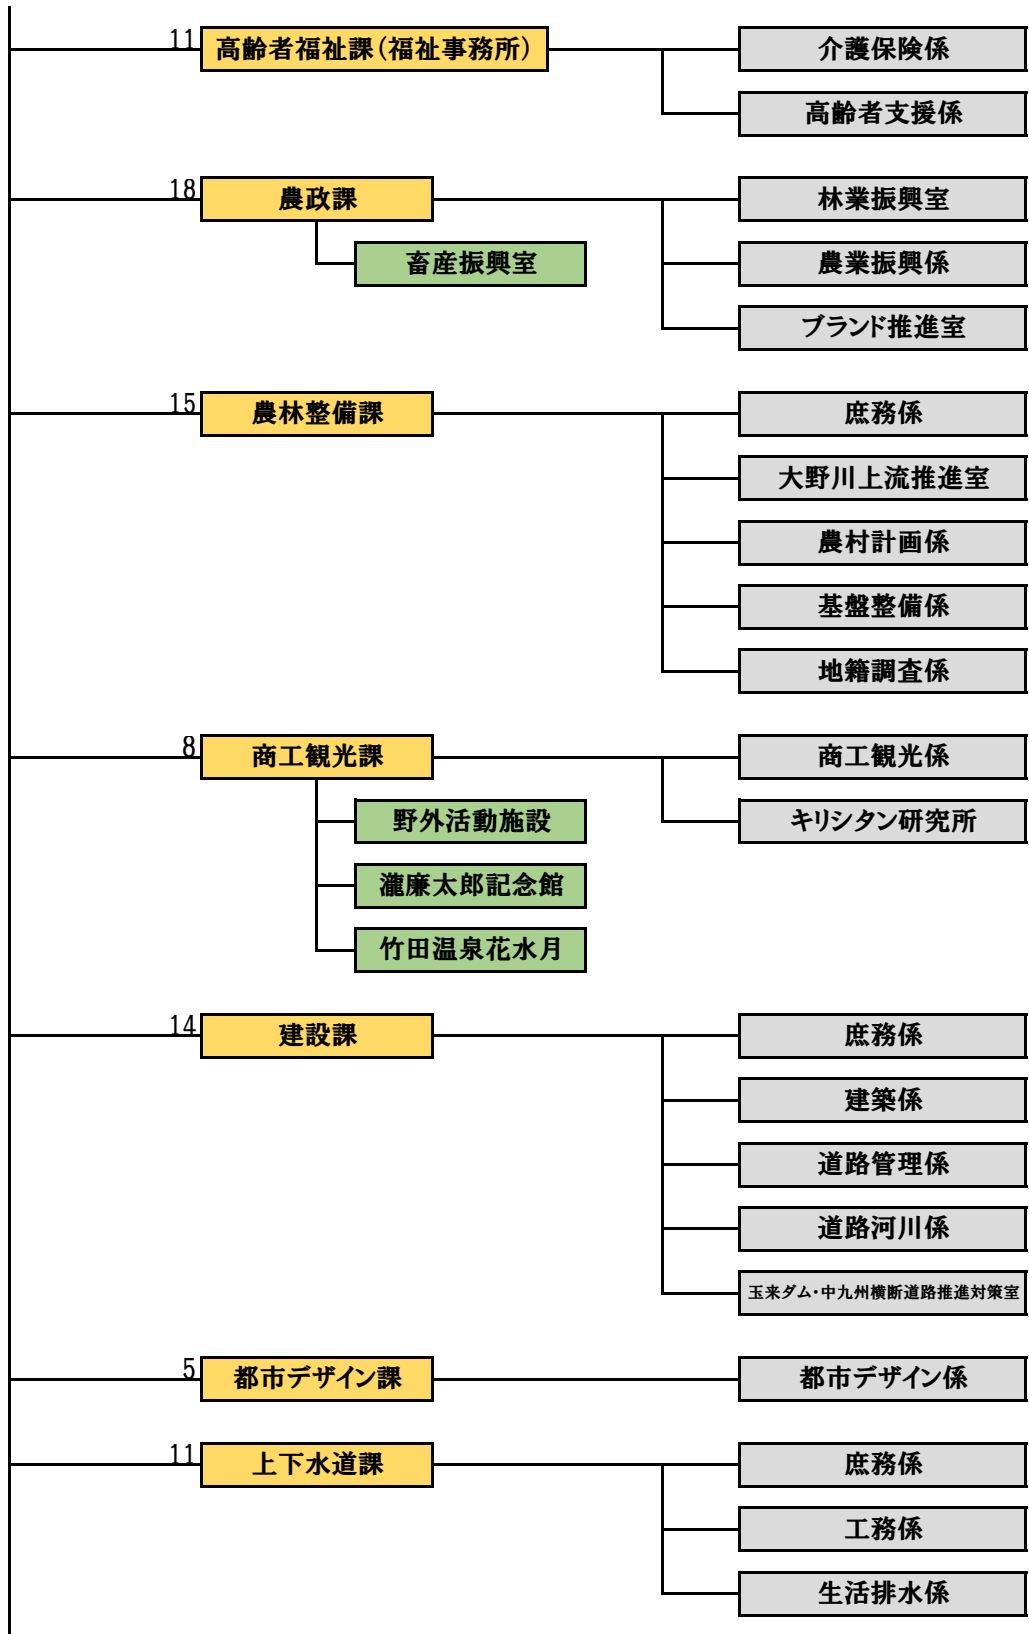 11
高齢者福祉課(福祉事務所)
介護保険係
高齢者支援係
18
農政課
林業振興室
畜産振興室
農業振興係
ブランド推進室
15
農林整備課
庶務係
大野川上流推進室
農村計画係
基盤整備係
地籍調査係
8
商工観光課
商工観光係
野外活動施設
キリシタン研究所
瀧廉太郎記念館
竹田温泉花水月
14
建設課
庶務係
建築係
道路管理係
道路河川係
玉来ダム・中九州横断道路推進対策室
5
都市デザイン課
都市デザイン係
11
上下水道課
庶務係
工務係
生活排水係